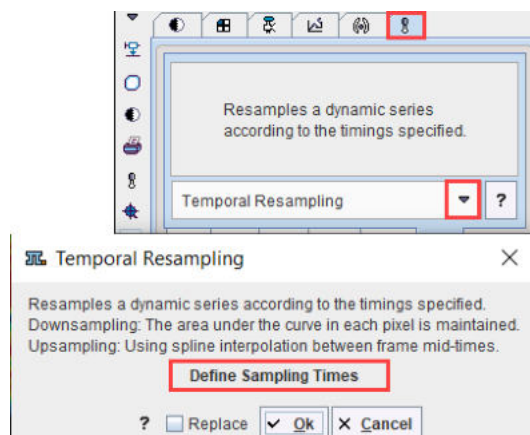 Resamples a dynamic series
according to the timings specified.
Temporal Resampling
?
Temporal Resampling
Resamples a dynamic series according to the timings specified.
Downsampling: The area under the curve in each pixel is maintained.
Upsampling: Using spline interpolation between frame mid-times.
Define Sampling Times
? Replace Ok Cancel